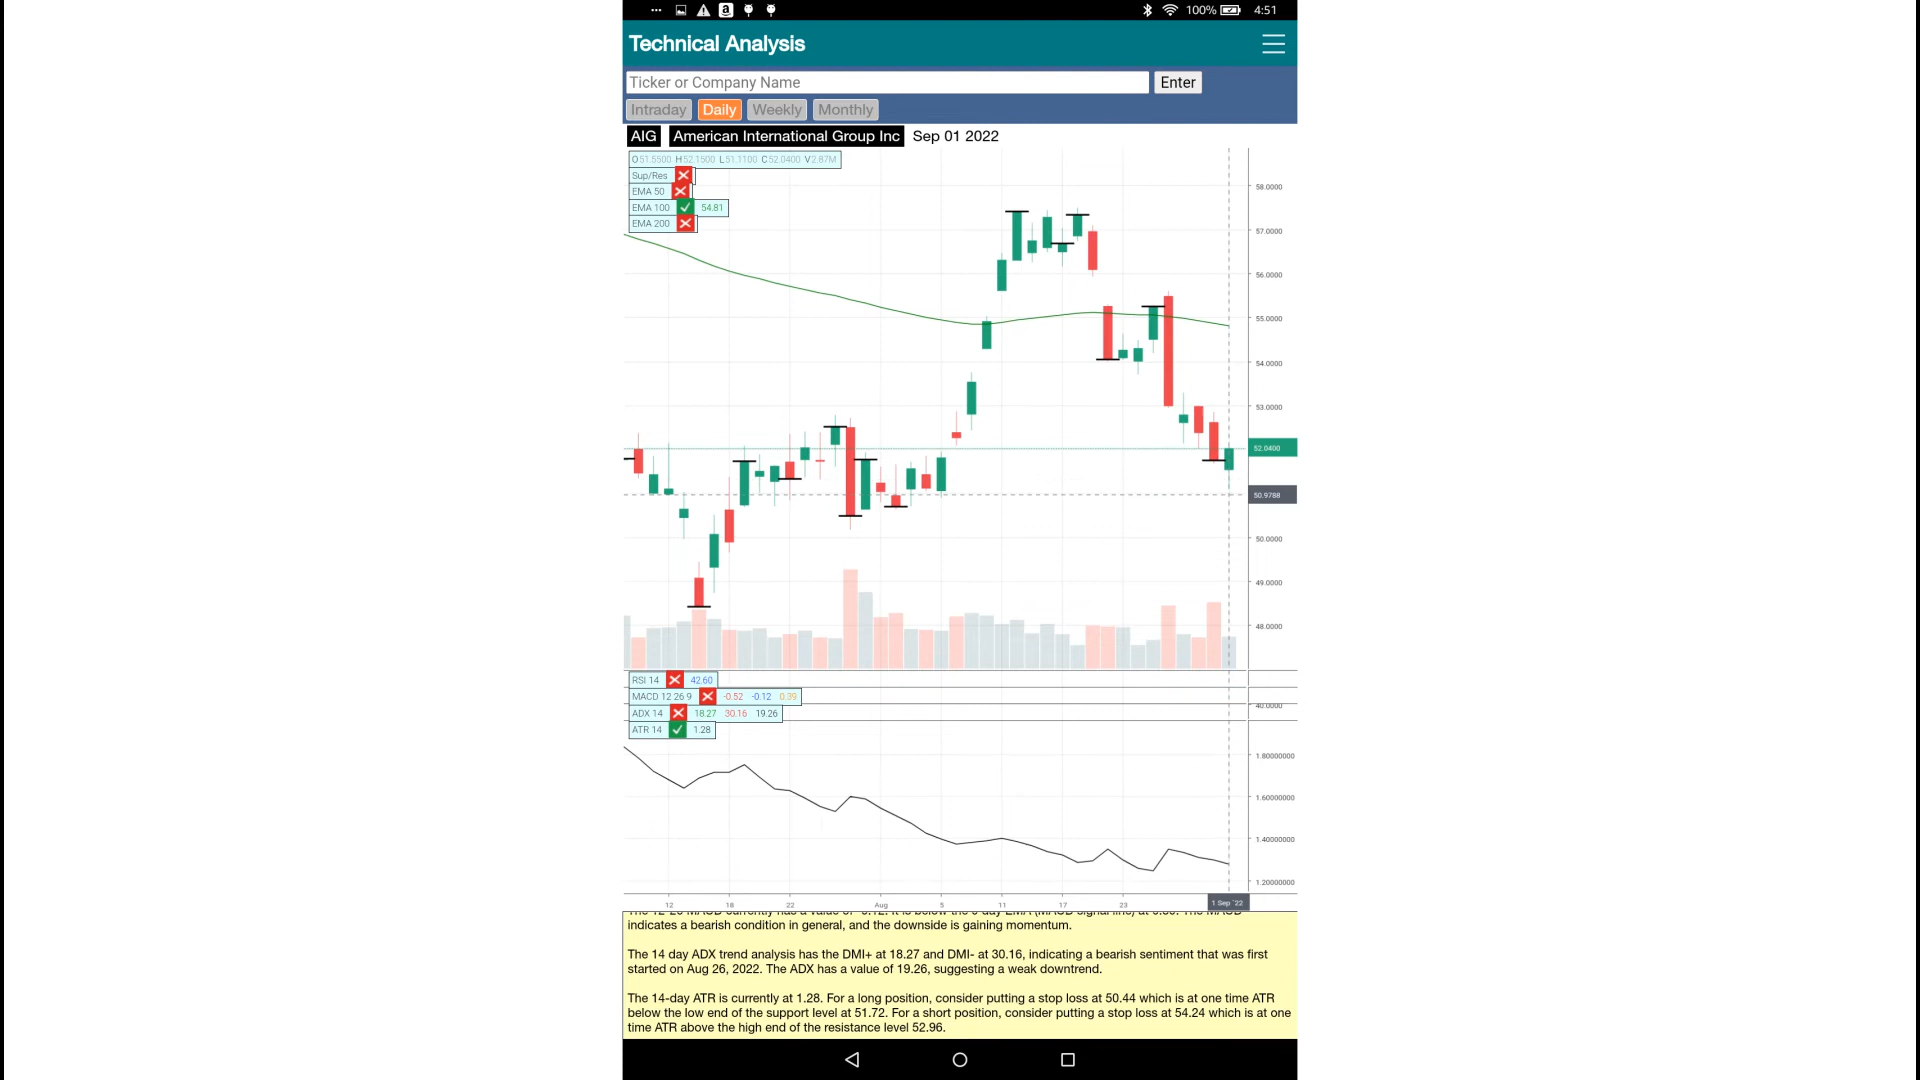 100% 4:51
Technical Analysis
Ticker or Company Name Enter
Intraday Daily Weekly Monthly
AIG American International Group Inc Sep 01 2022
O51.5500 H52.1500 L51.1100 C52.0400 V2.87M
Sup/Res
EMA 50
EMA 100 54.81
EMA 200
58.0000
57.0000
56.0000
55.0000
54.0000
53.0000
52.0400
50.9788
50.0000
49.0000
48.0000
RSI 14 42.60
MACD 12 26 9 -0.52 -0.12 0.39
40.0000
ADX 14 18.27 30.16 19.26
ATR 14 1.28
1.80000000
1.60000000
1.40000000
1.20000000
12 18 22 Aug 5 11 17 23 1 Sep '22
indicates a bearish condition in general, and the downside is gaining momentum.
The 14 day ADX trend analysis has the DMI+ at 18.27 and DMI- at 30.16, indicating a bearish sentiment that was first
started on Aug 26, 2022. The ADX has a value of 19.26, suggesting a weak downtrend.
The 14-day ATR is currently at 1.28. For a long position, consider putting a stop loss at 50.44 which is at one time ATR
below the low end of the support level at 51.72. For a short position, consider putting a stop loss at 54.24 which is at one
time ATR above the high end of the resistance level 52.96.